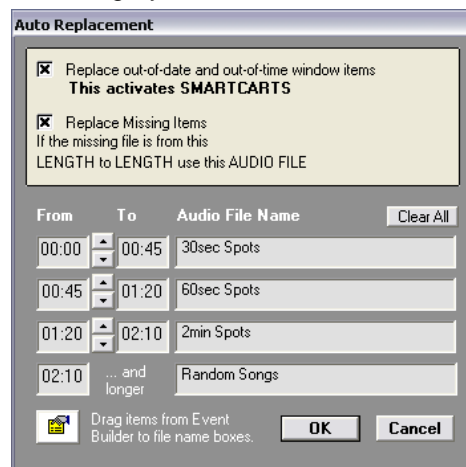 Auto Replacement
Replace out-of-date and out-of-time window items
This activates SMARTCARTS
Replace Missing Items
If the missing file is from this
LENGTH to LENGTH use this AUDIO FILE
From To Audio File Name Clear All
00:00 00:45 30sec Spots
00:45 01:20 60sec Spots
01:20 02:10 2min Spots
02:10 ... and longer Random Songs
Drag items from Event
Builder to file name boxes.
OK Cancel